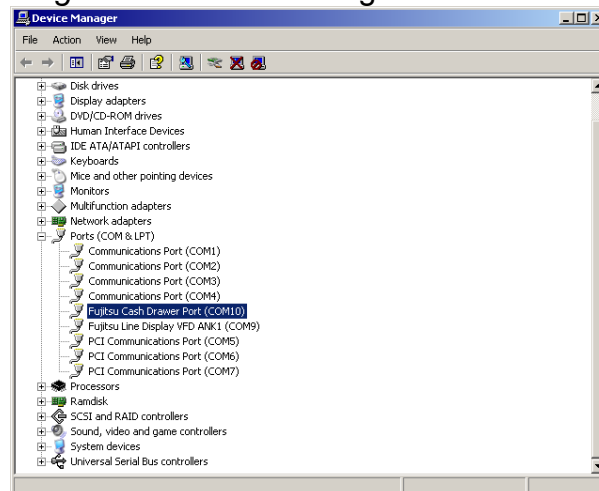 Device Manager
File Action View Help
Disk drives
Display adapters
DVD/CD-ROM drives
Human Interface Devices
IDE ATA/ATAPI controllers
Keyboards
Mice and other pointing devices
Monitors
Multifunction adapters
Network adapters
Ports (COM & LPT)
Communications Port (COM1)
Communications Port (COM2)
Communications Port (COM3)
Communications Port (COM4)
Fujitsu Cash Drawer Port (COM10)
Fujitsu Line Display VFD ANK1 (COM9)
PCI Communications Port (COM5)
PCI Communications Port (COM6)
PCI Communications Port (COM7)
Processors
Ramdisk
SCSI and RAID controllers
Sound, video and game controllers
System devices
Universal Serial Bus controllers